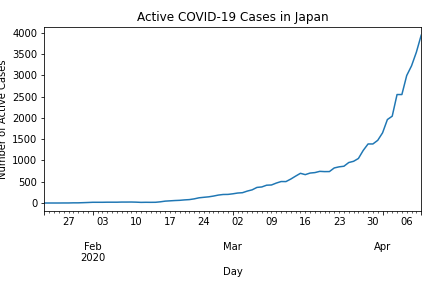 Active COVID-19 Cases in Japan
Number of Active Cases
4000
3500
3000
2500
2000
1500
1000
500
0
27 03 10 17 24 02 09 16 23 30 06
Feb Mar Apr
2020
Day